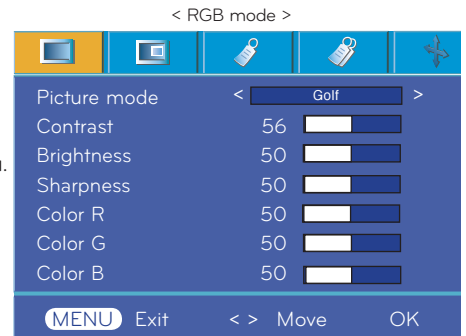 < RGB mode >
Picture mode < Golf >
Contrast 56
Brightness 50
Sharpness 50
Color R 50
Color G 50
Color B 50
MENU Exit < > Move OK